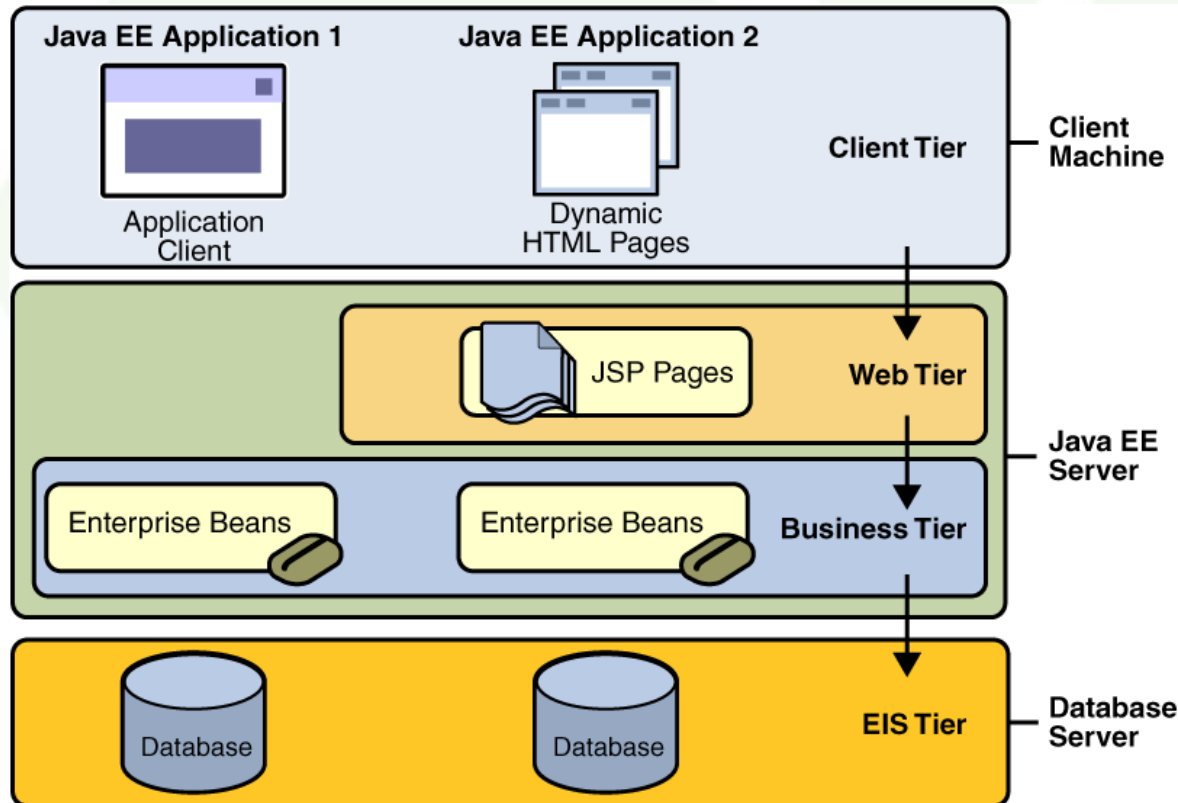 Java EE Application 1
Java EE Application 2
Application
Client
Dynamic
HTML Pages
Client Tier
Client
Machine
JSP Pages
Web Tier
Java EE
Server
Enterprise Beans
Enterprise Beans
Business Tier
Database
Database
EIS Tier
Database
Server